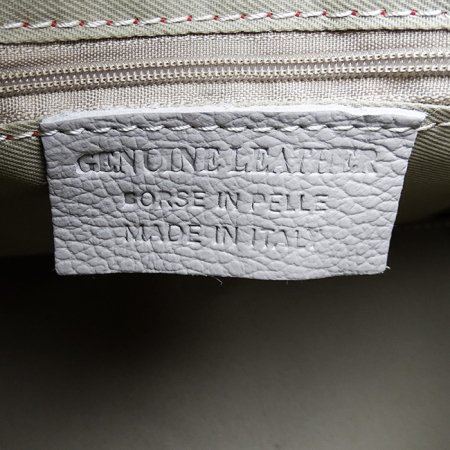 GENUINE LEATHER
BORSE IN PELLE
MADE IN ITALY